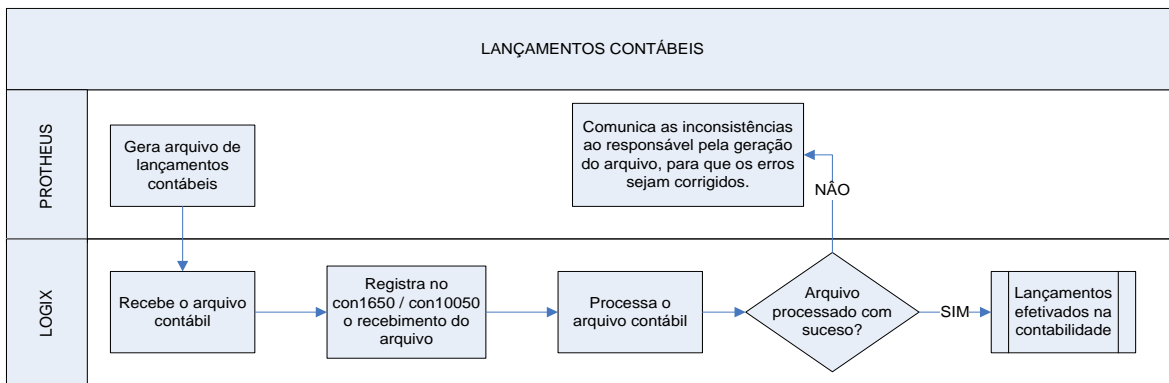 LANÇAMENTOS CONTÁBEIS
PROTHEUS
Gera arquivo de
lançamentos
contábeis
Comunica as inconsistências
ao responsável pela geração
do arquivo, para que os erros
sejam corrigidos.
NÂO
LOGIX
Recebe o arquivo
contábil
Registra no
con1650 / con10050
o recebimento do
arquivo
Processa o
arquivo contábil
Arquivo
processado com
suceso?
SIM
Lançamentos
efetivados na
contabilidade